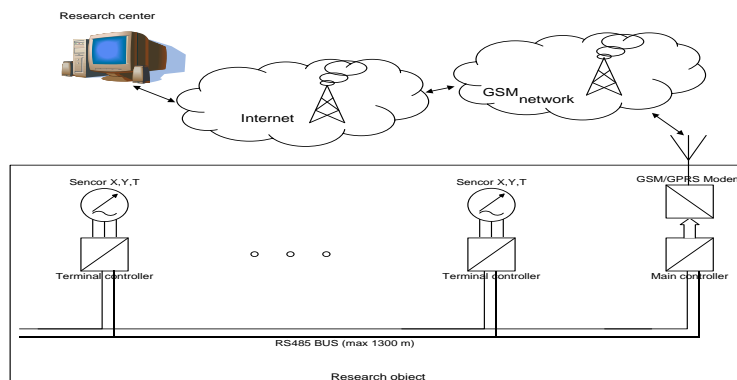 Research center
Internet
GSM
network
Sencor X,Y,T
Sencor X,Y,T
GSM/GPRS Modem
Terminal controller
Terminal controller
Main controller
RS485 BUS (max 1300 m)
Research object